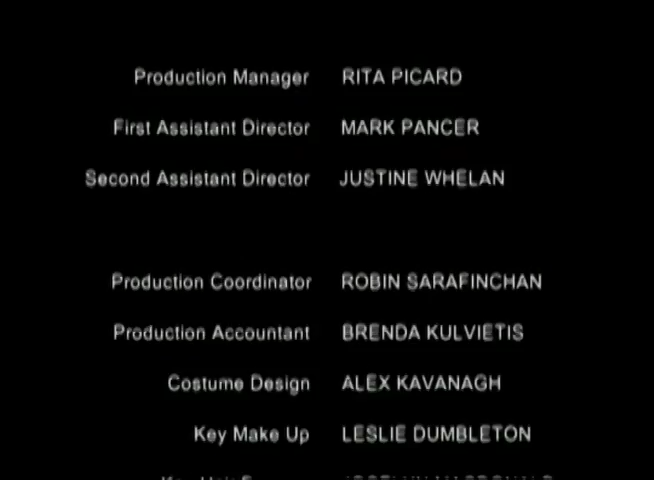 Production Manager RITA PICARD
First Assistant Director MARK PANCER
Second Assistant Director JUSTINE WHELAN
Production Coordinator ROBIN SARAFINCHAN
Production Accountant BRENDA KULVIETIS
Costume Design ALEX KAVANAGH
Key Make Up LESLIE DUMBLETON